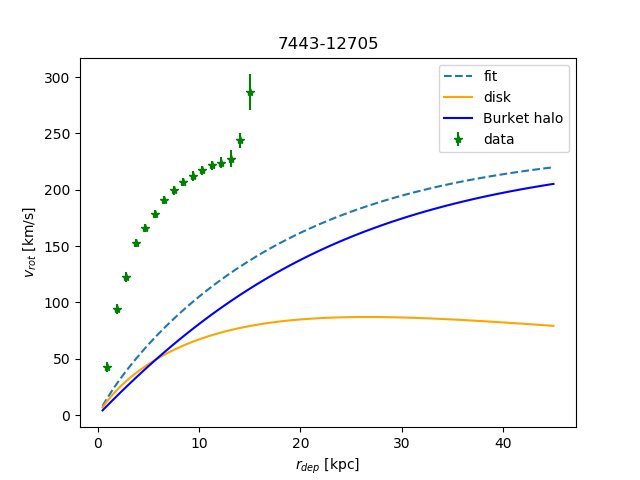 7443-12705
fit
disk
Burket halo
data
300
250
200
150
100
50
0
v_rot [km/s]
0 10 20 30 40
r_dep [kpc]